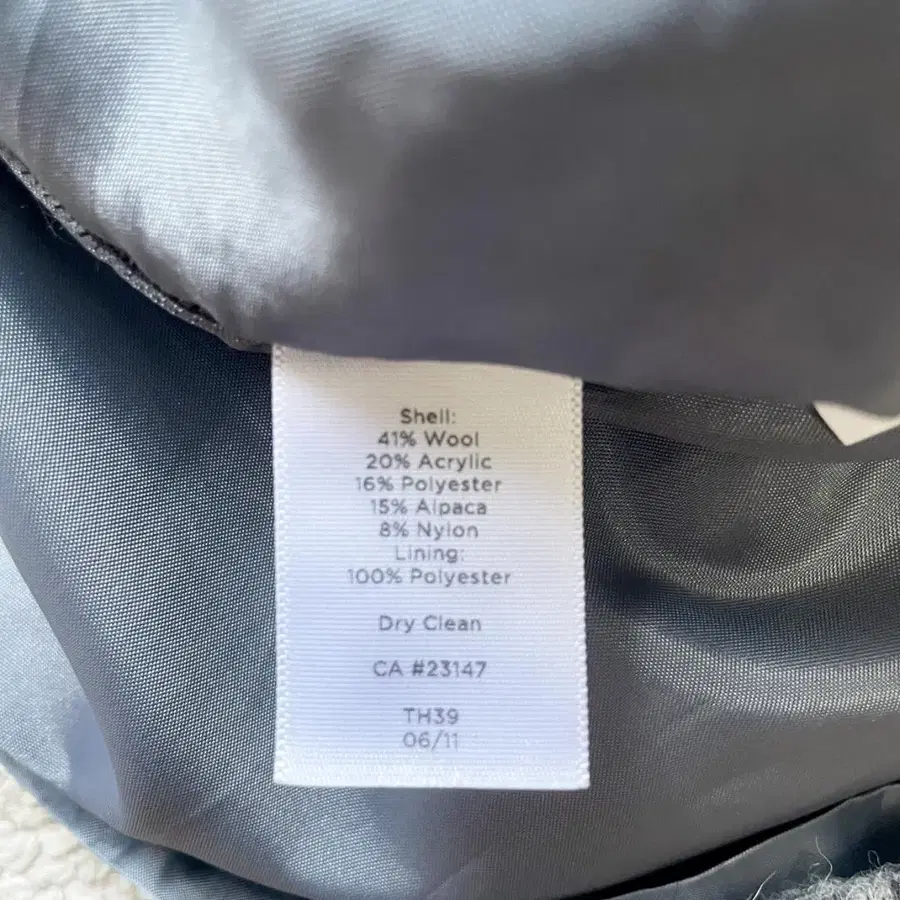 Shell:
41% Wool
20% Acrylic
16% Polyester
15% Alpaca
8% Nylon
Lining:
100% Polyester
Dry Clean
CA #23147
TH39
06/11